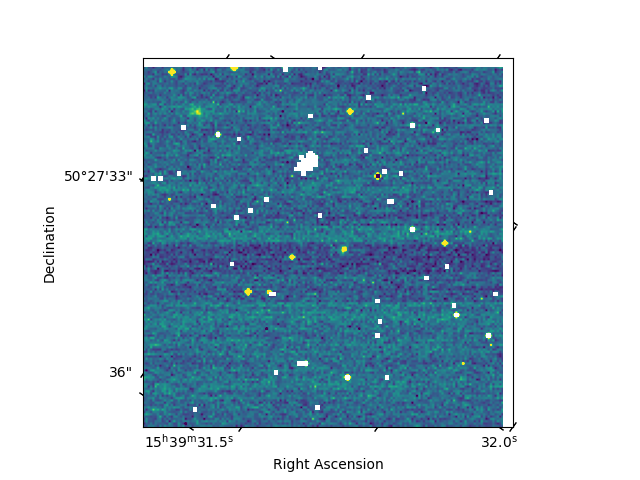 50°27'33"
Declination
36"
15ʰ39ᵐ31.5ˢ
32.0ˢ
Right Ascension